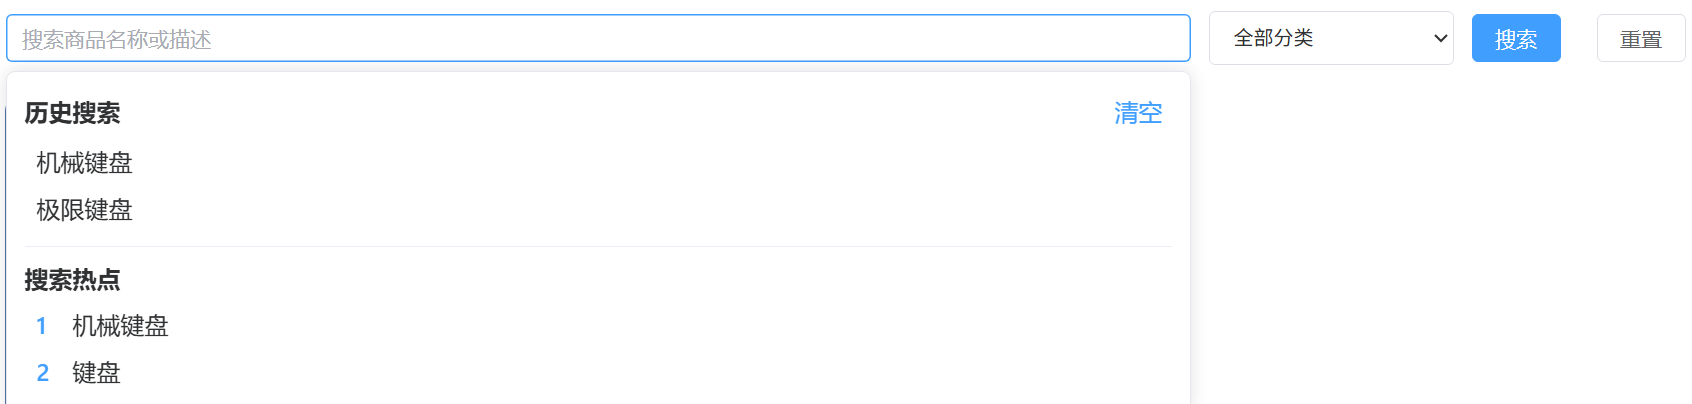 搜索商品名称或描述 全部分类 搜索 重置
历史搜索 清空
机械键盘
极限键盘
搜索热点
1 机械键盘
2 键盘